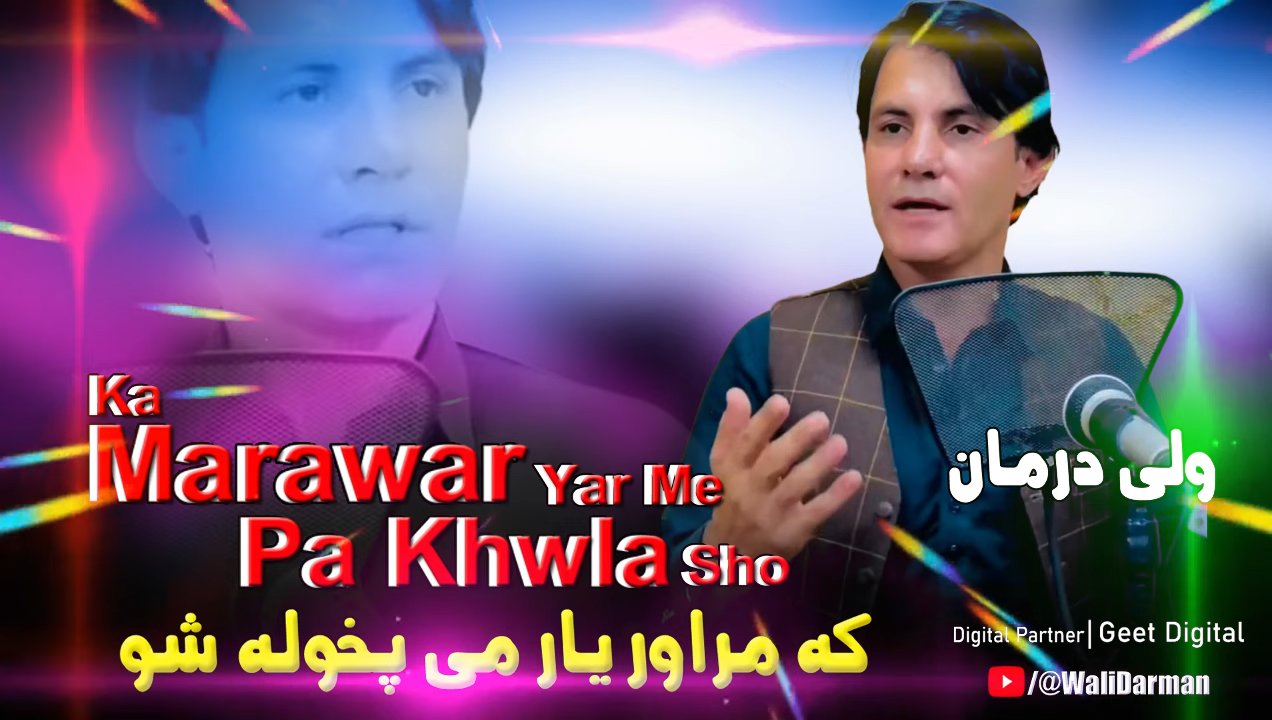 Ka
Marawar Yar Me
Pa Khwla Sho
که مراور یار می پخوله شو
ولی درمان
Digital Partner| Geet Digital
/@WaliDarman